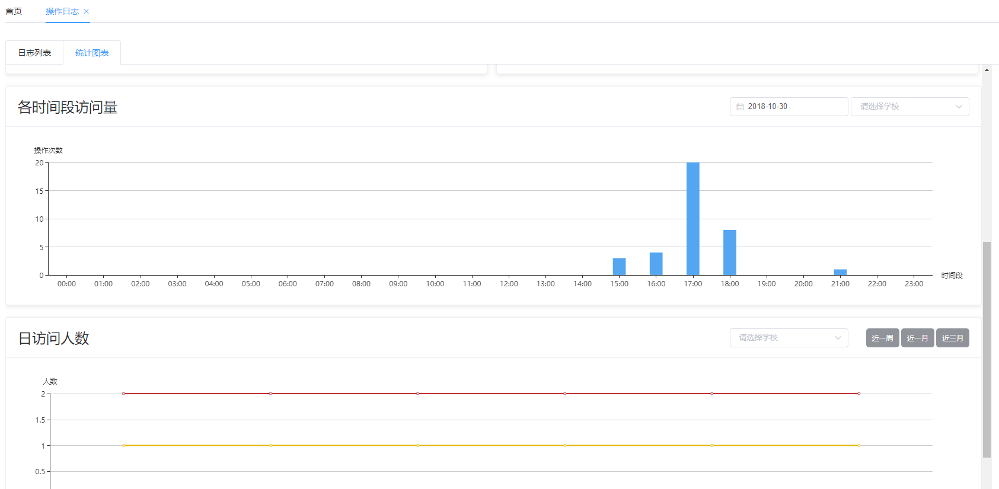 首页 操作日志
日志列表 统计图表
各时间段访问量 2018-10-30 请选择学校
操作次数
20
15
10
5
0
时间段
00:00 01:00 02:00 03:00 04:00 05:00 06:00 07:00 08:00 09:00 10:00 11:00 12:00 13:00 14:00 15:00 16:00 17:00 18:00 19:00 20:00 21:00 22:00 23:00
日访问人数 请选择学校 近一周 近一月 近三月
人数
2
1.5
1
0.5